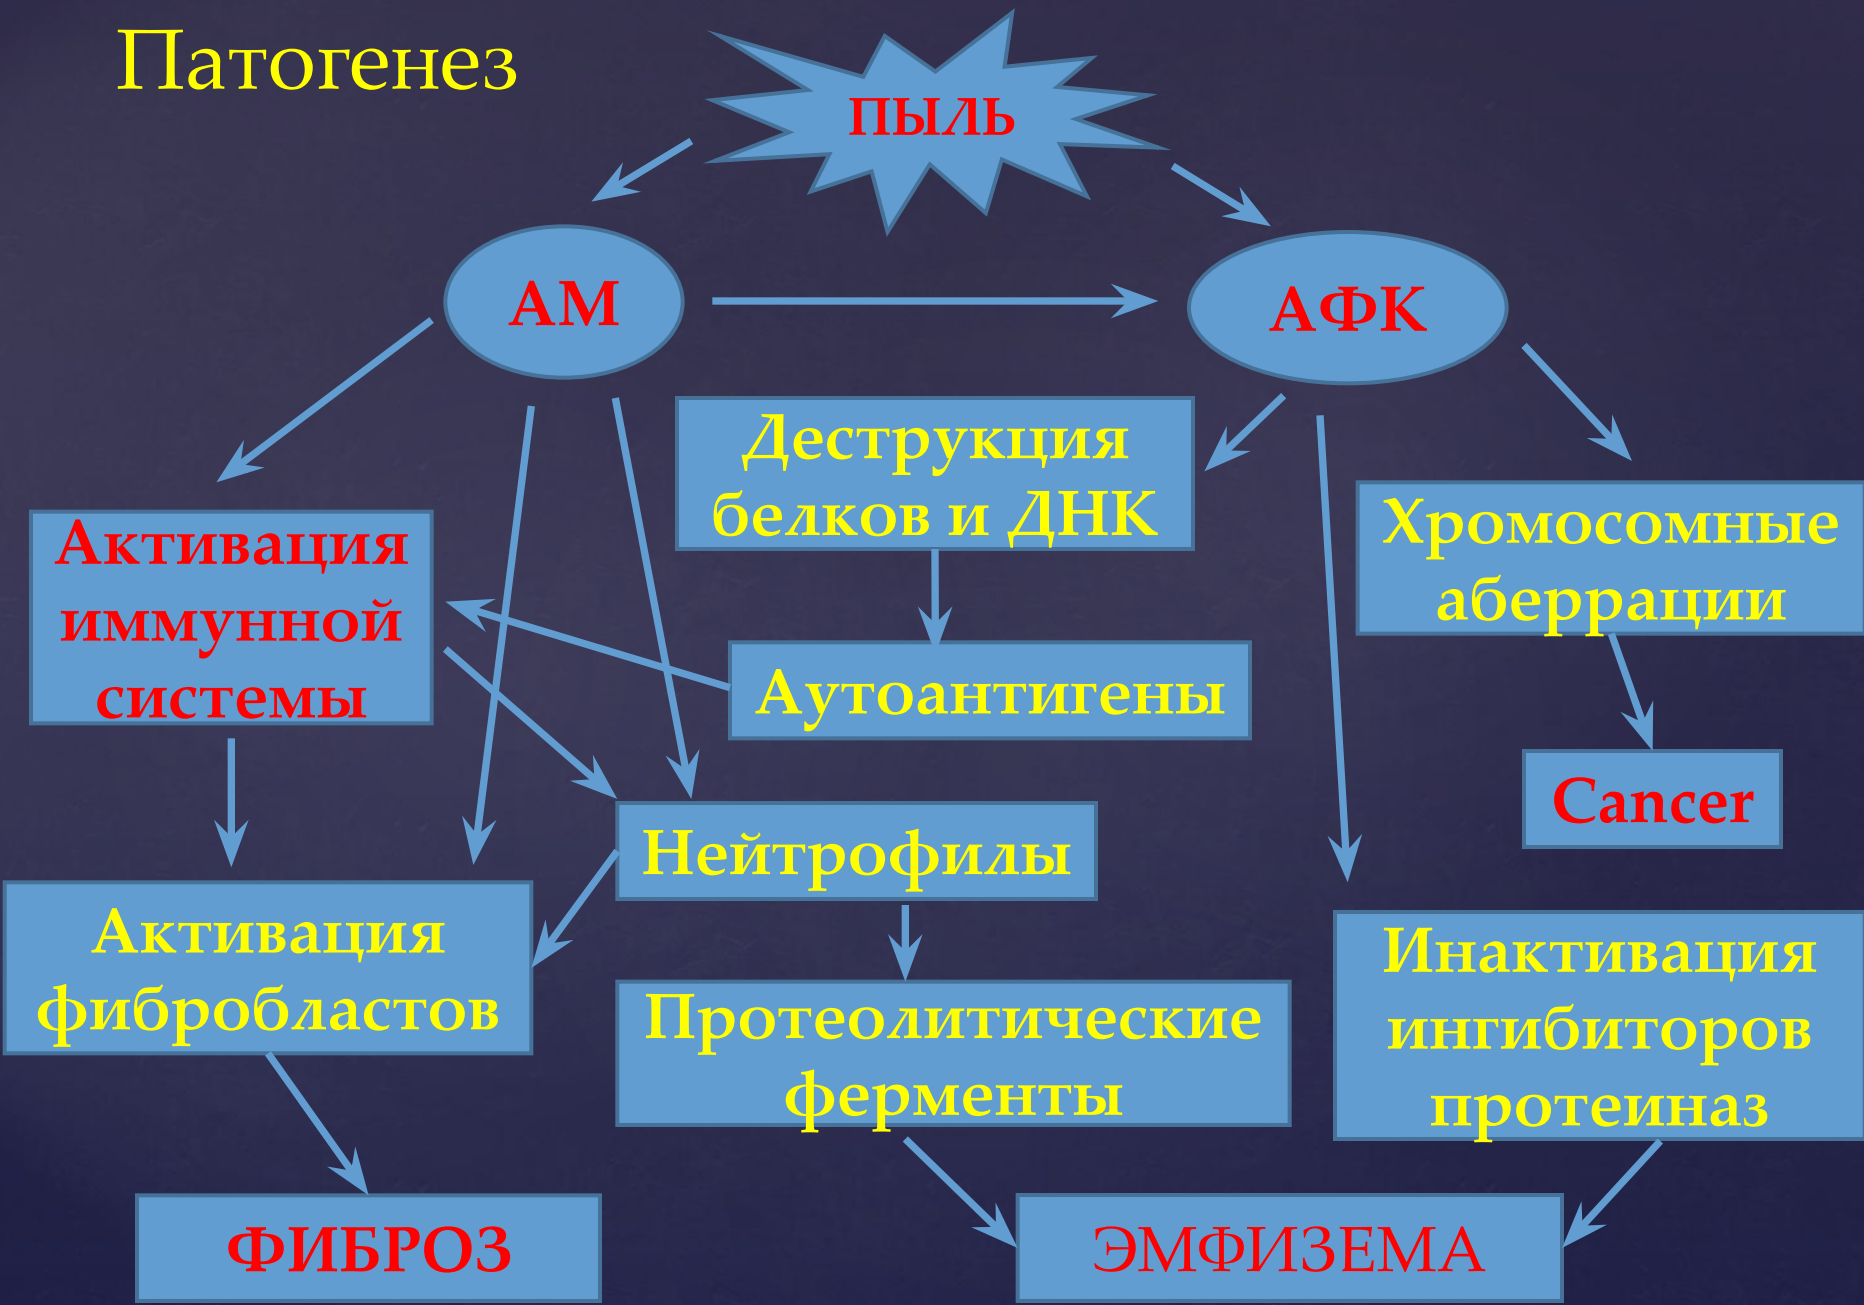 Патогенез
ПЫЛЬ
АМ
АФК
Деструкция
белков и ДНК
Хромосомные
аберрации
Активация
иммунной
системы
Аутоантигены
Cancer
Нейтрофилы
Активация
фибробластов
Протеолитические
ферменты
Инактивация
ингибиторов
протеиназ
ФИБРОЗ
ЭМФИЗЕМА